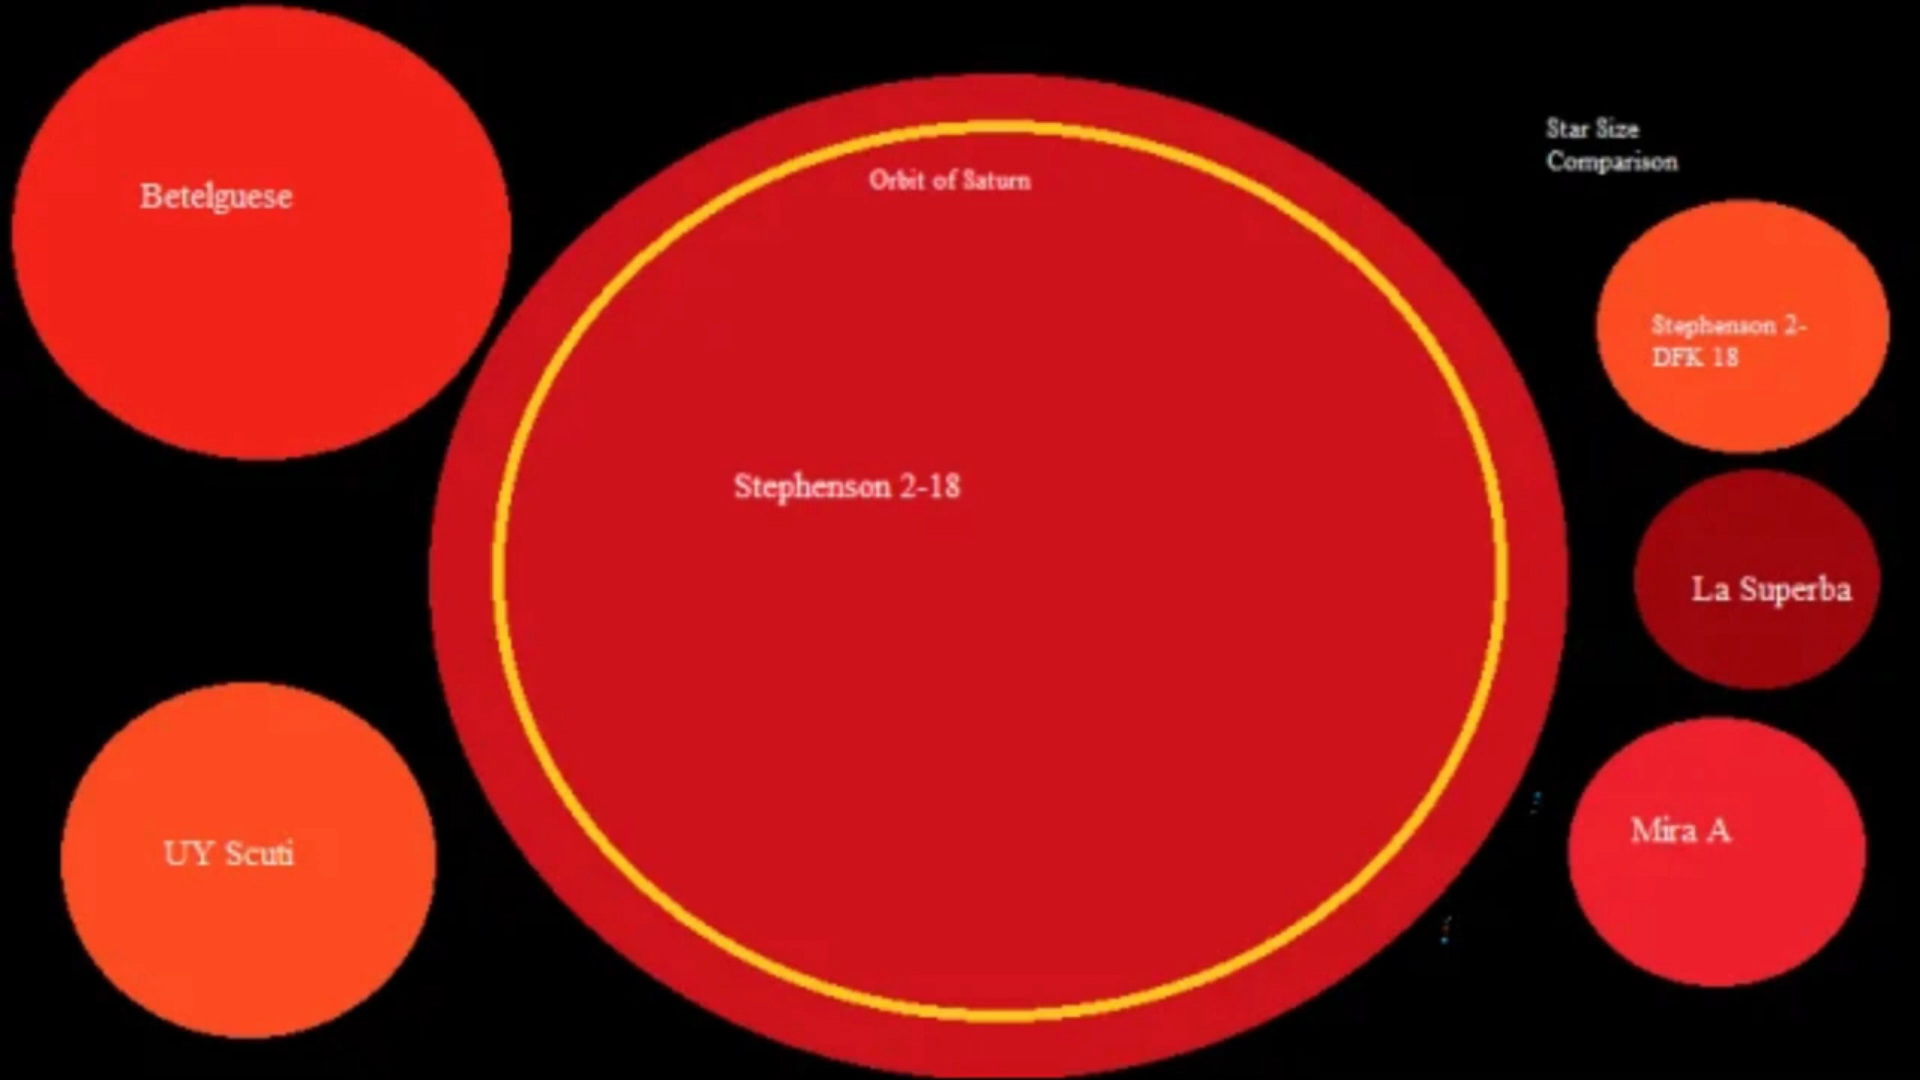 Betelguese
Orbit of Saturn
Star Size
Comparison
Stephenson 2-
DFK 18
Stephenson 2-18
La Superba
UY Scuti
Mira A